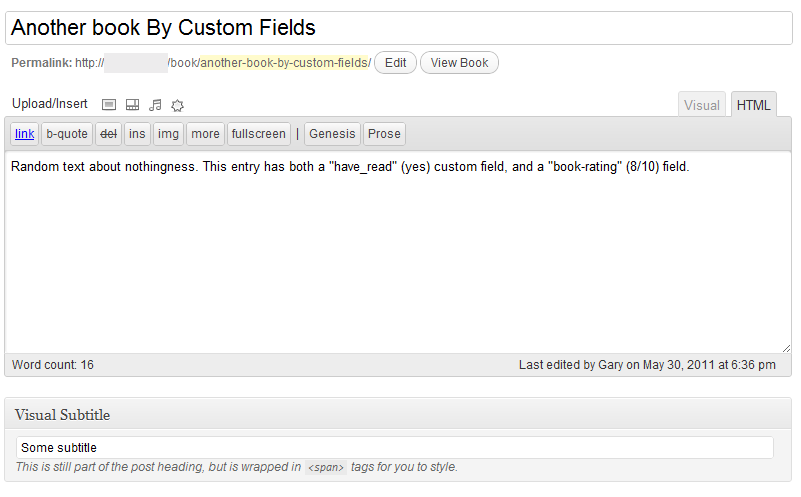 Another book By Custom Fields
Permalink: http:// /book/another-book-by-custom-fields/ Edit View Book
Upload/Insert Visual HTML
link b-quote del ins img more fullscreen | Genesis Prose
Random text about nothingness. This entry has both a "have_read" (yes) custom field, and a "book-rating" (8/10) field.
Word count: 16 Last edited by Gary on May 30, 2011 at 6:36 pm
Visual Subtitle
Some subtitle
This is still part of the post heading, but is wrapped in <span> tags for you to style.